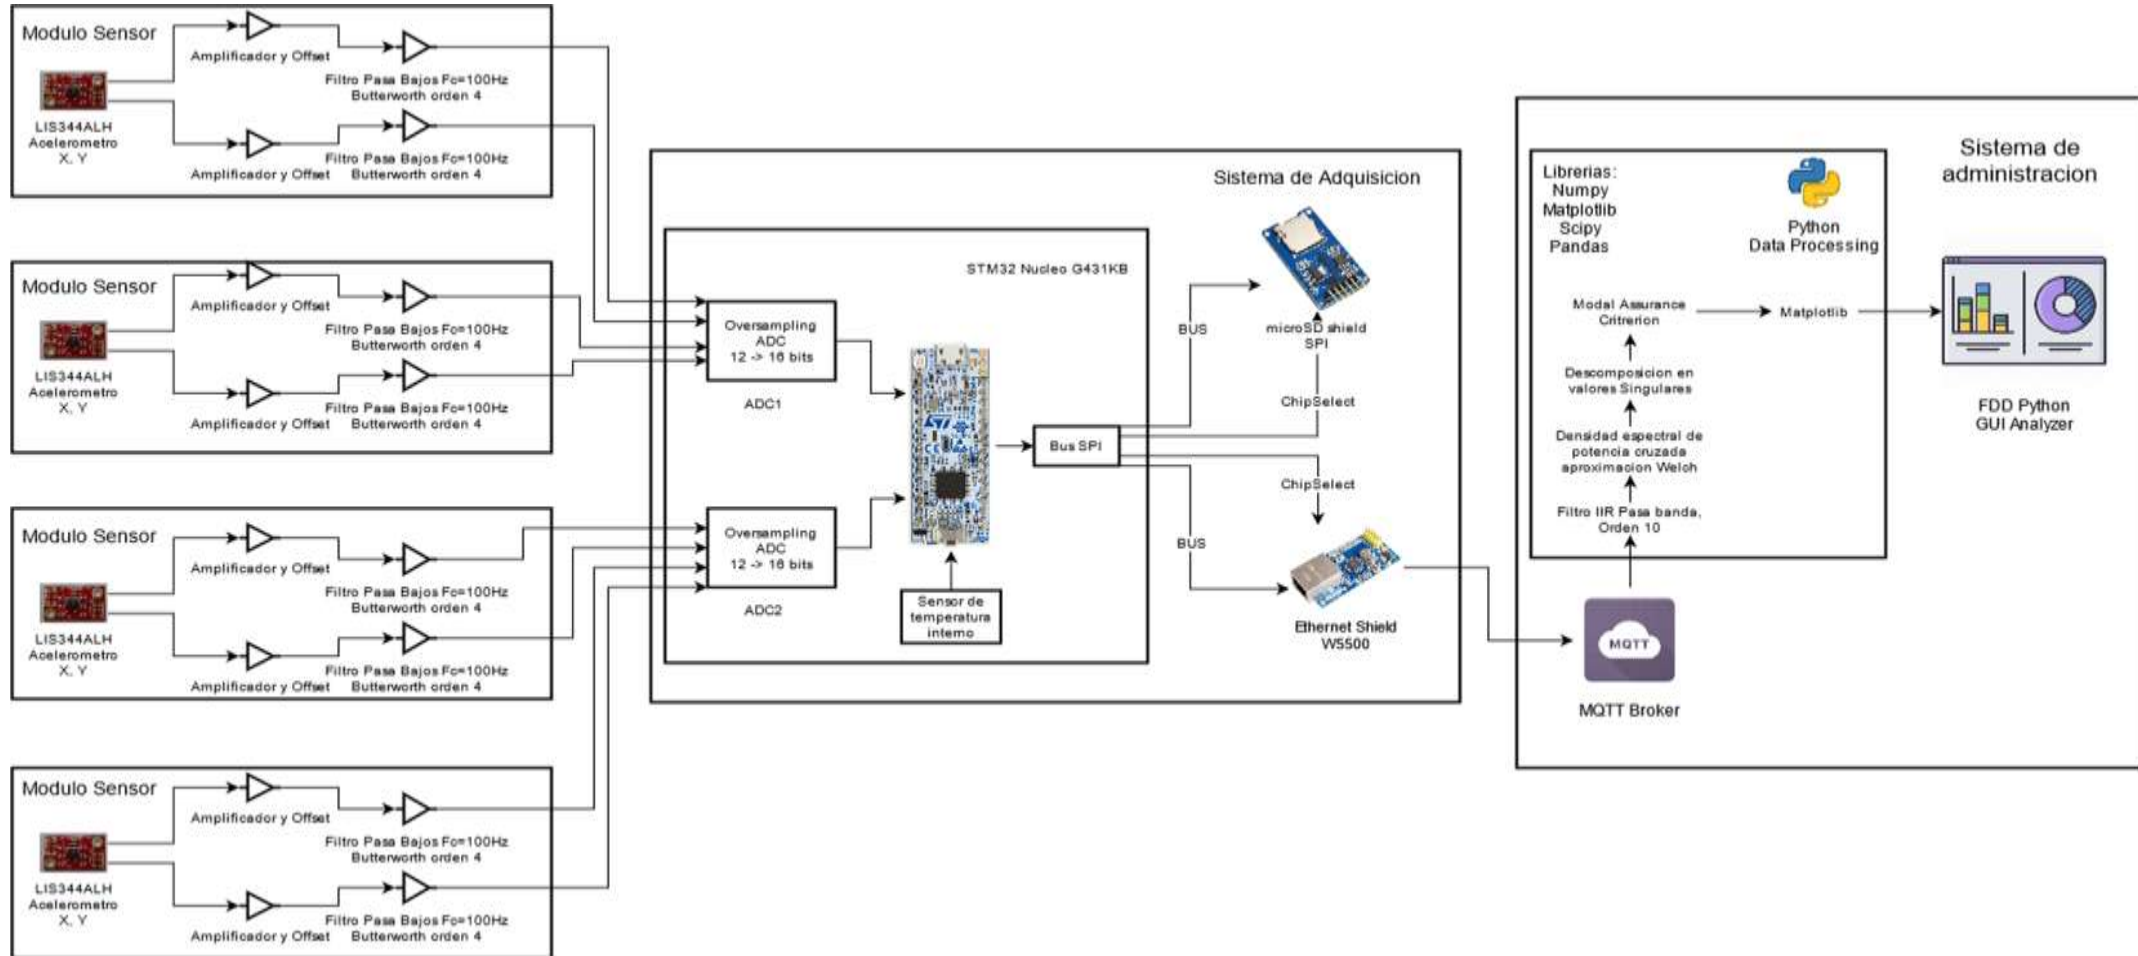 Modulo Sensor
LIS344ALH
Acelerometro
X, Y
Amplificador y Offset
Filtro Pasa Bajos Fc=100Hz
Butterworth orden 4
Filtro Pasa Bajos Fc=100Hz
Butterworth orden 4
Amplificador y Offset
Modulo Sensor
LIS344ALH
Acelerometro
X, Y
Amplificador y Offset
Filtro Pasa Bajos Fc=100Hz
Butterworth orden 4
Filtro Pasa Bajos Fc=100Hz
Butterworth orden 4
Amplificador y Offset
Modulo Sensor
LIS344ALH
Acelerometro
X, Y
Amplificador y Offset
Filtro Pasa Bajos Fc=100Hz
Butterworth orden 4
Filtro Pasa Bajos Fc=100Hz
Butterworth orden 4
Amplificador y Offset
Modulo Sensor
LIS344ALH
Acelerometro
X, Y
Amplificador y Offset
Filtro Pasa Bajos Fc=100Hz
Butterworth orden 4
Filtro Pasa Bajos Fc=100Hz
Butterworth orden 4
Amplificador y Offset
Sistema de Adquisicion
STM32 Nucleo G431KB
Oversampling
ADC
12 -> 16 bits
ADC1
Oversampling
ADC
12 -> 16 bits
ADC2
Sensor de
temperatura
interno
Bus SPI
BUS
microSD shield
SPI
ChipSelect
ChipSelect
BUS
Ethernet Shield
W5500
Sistema de
administracion
Librerias:
Numpy
Matplotlib
Scipy
Pandas
Python
Data Processing
Modal Assurance
Critrerion
Matplotlib
Descomposicion en
valores Singulares
Densidad espectral de
potencia cruzada
aproximacion Welch
Filtro IIR Pasa banda,
Orden 10
FDD Python
GUI Analyzer
MQTT
MQTT Broker